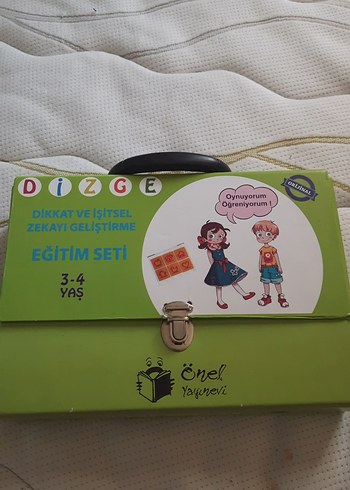 DİZGE
DİKKAT VE İŞİTSEL
ZEKAYI GELİŞTİRME
EĞİTİM SETİ
3-4
YAŞ
Oynuyorum
Öğreniyorum !
ORİJİNAL
önel
Yayınevi